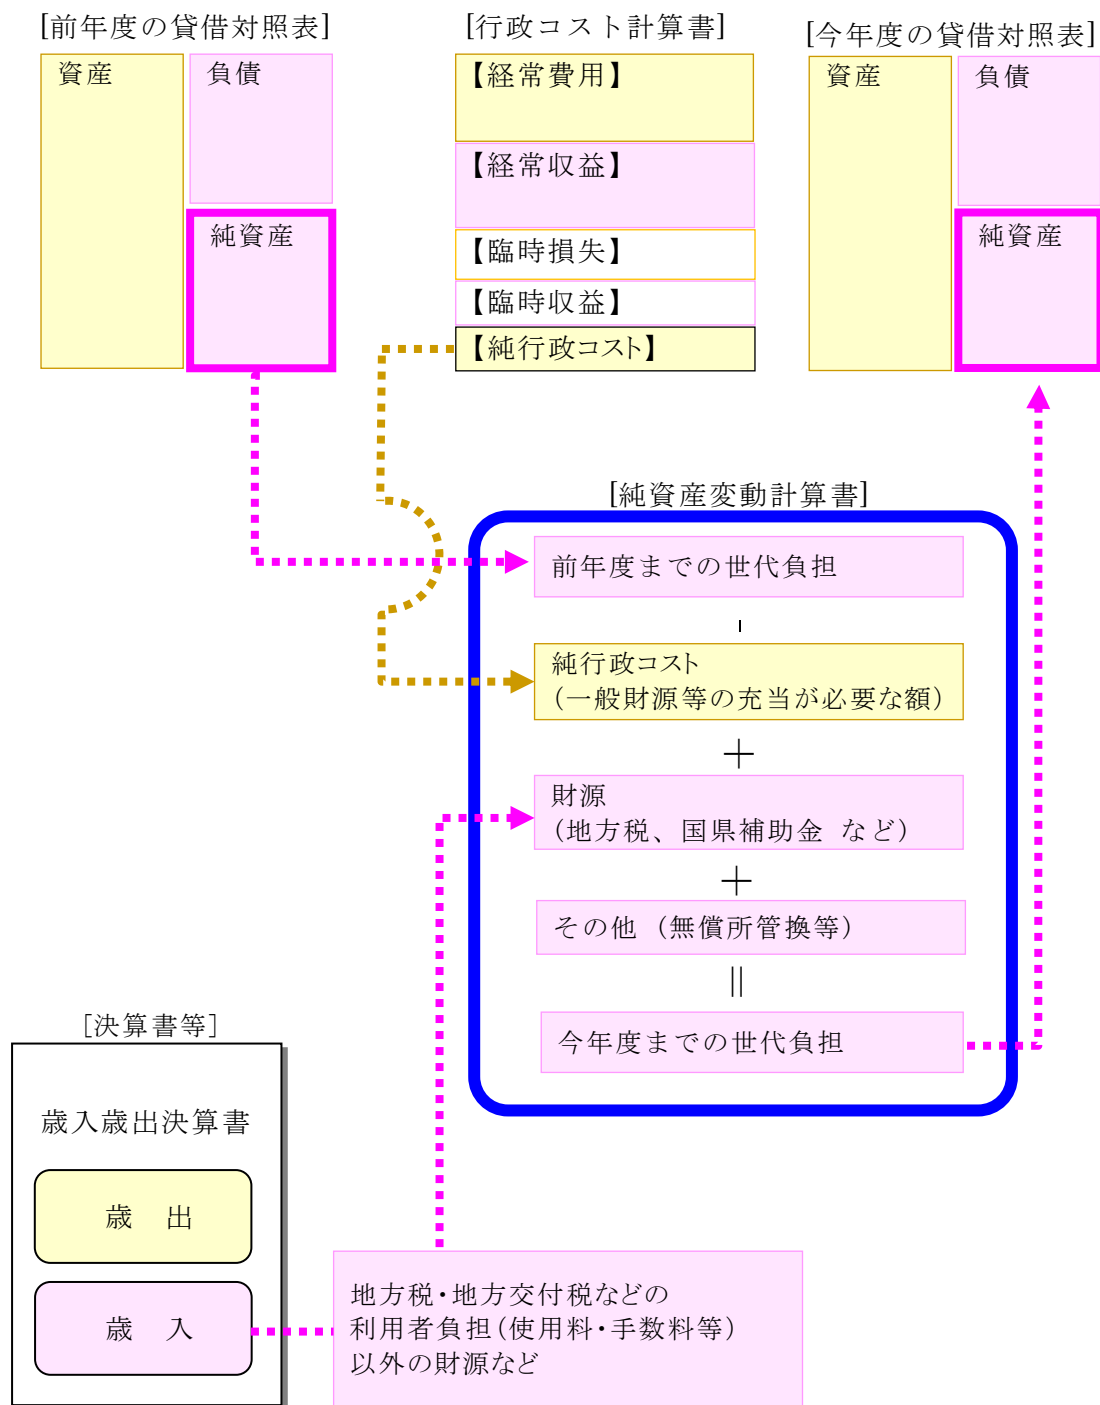 [前年度の貸借対照表]
資産
負債
純資産
[行政コスト計算書]
【経常費用】
【経常収益】
【臨時損失】
【臨時収益】
【純行政コスト】
[今年度の貸借対照表]
資産
負債
純資産
[純資産変動計算書]
前年度までの世代負担
-
純行政コスト
(一般財源等の充当が必要な額)
＋
財源
(地方税、国県補助金 など)
＋
その他 (無償所管換等)
||
今年度までの世代負担
[決算書等]
歳入歳出決算書
歳 出
歳 入
地方税・地方交付税などの
利用者負担(使用料・手数料等)
以外の財源など